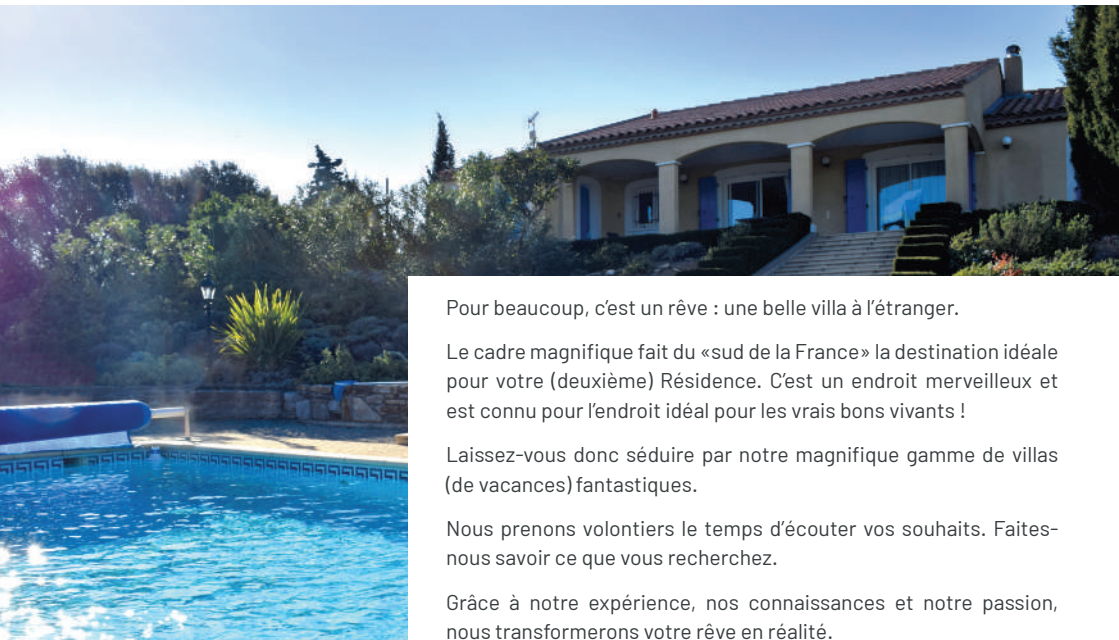 Pour beaucoup, c’est un rêve : une belle villa à l’étranger.
Le cadre magnifique fait du «sud de la France» la destination idéale
pour votre (deuxième) Résidence. C’est un endroit merveilleux et
est connu pour l’endroit idéal pour les vrais bons vivants !
Laissez-vous donc séduire par notre magnifique gamme de villas
(de vacances) fantastiques.
Nous prenons volontiers le temps d’écouter vos souhaits. Faites-
nous savoir ce que vous recherchez.
Grâce à notre expérience, nos connaissances et notre passion,
nous transformerons votre rêve en réalité.